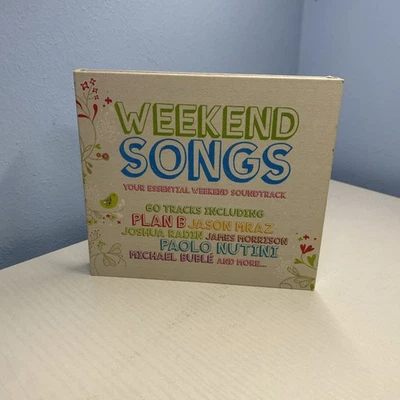 WEEKEND
SONGS
YOUR ESSENTIAL WEEKEND SOUNDTRACK
60 TRACKS INCLUDING
PLAN B JASON MRAZ
JOSHUA RADIN JAMES MORRISON
PAOLO NUTINI
MICHAEL BUBLÉ AND MORE...